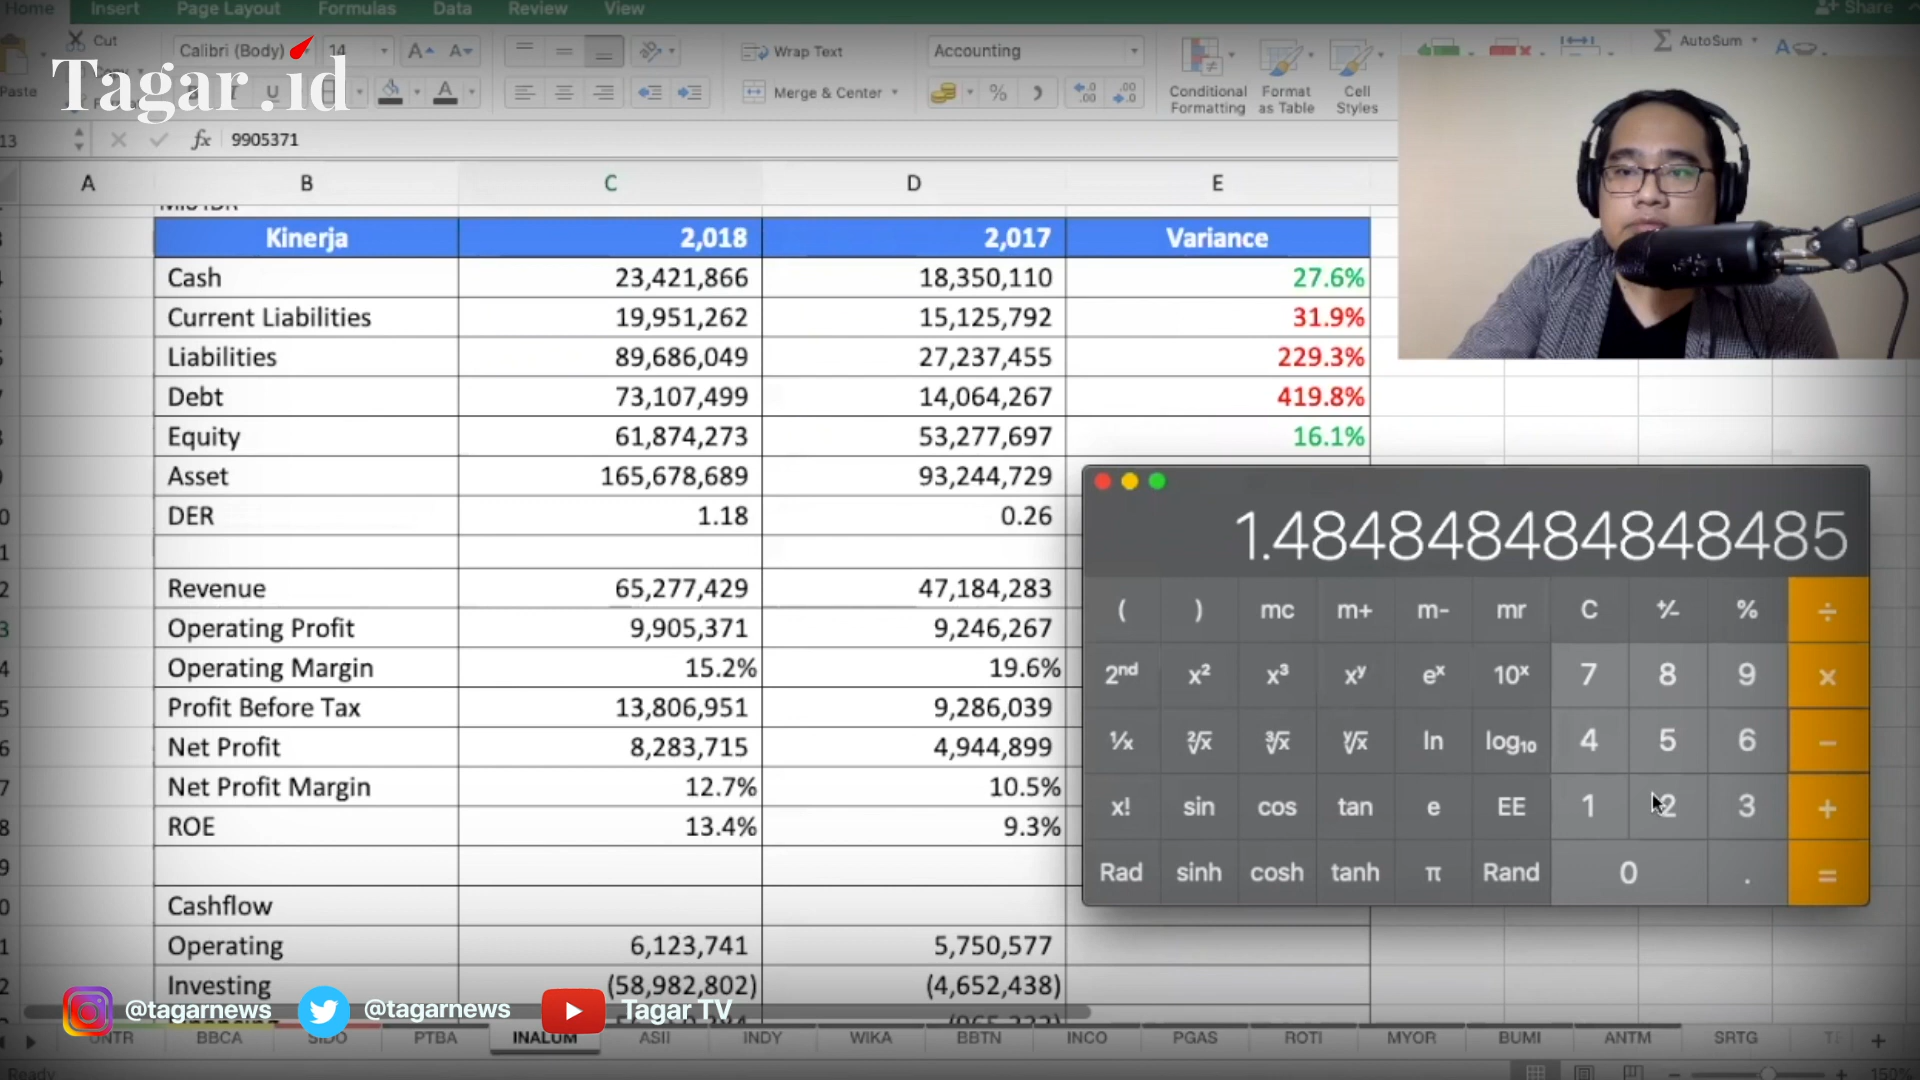 Home Insert Page Layout Formulas Data Review View Share
Cut Calibri (Body) 14 Wrap Text Accounting AutoSum
Tagar.id
Paste U Merge & Center % Conditional Formatting Format as Table Cell Styles
13 fx 9905371
A B C D E
Kinerja 2,018 2,017 Variance
Cash 23,421,866 18,350,110 27.6%
Current Liabilities 19,951,262 15,125,792 31.9%
Liabilities 89,686,049 27,237,455 229.3%
Debt 73,107,499 14,064,267 419.8%
Equity 61,874,273 53,277,697 16.1%
Asset 165,678,689 93,244,729
DER 1.18 0.26
Revenue 65,277,429 47,184,283
Operating Profit 9,905,371 9,246,267
Operating Margin 15.2% 19.6%
Profit Before Tax 13,806,951 9,286,039
Net Profit 8,283,715 4,944,899
Net Profit Margin 12.7% 10.5%
ROE 13.4% 9.3%
Cashflow
Operating 6,123,741 5,750,577
Investing (58,982,802) (4,652,438)
1.484848484848485
( ) mc m+ m- mr C +/- % ÷
2nd x² x³ xʸ eˣ 10ˣ 7 8 9 ×
1/x ²√x ³√x ʸ√x ln log₁₀ 4 5 6 −
x! sin cos tan e EE 1 2 3 +
Rad sinh cosh tanh π Rand 0 . =
@tagarnews @tagarnews Tagar TV
UNTR BBCA SIDO PTBA INALUM ASII INDY WIKA BBTN INCO PGAS ROTI MYOR BUMI ANTM SRTG
Ready 150%